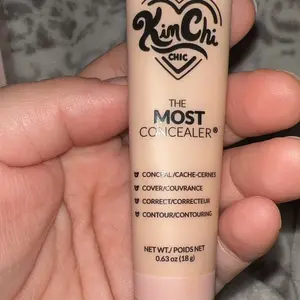 KimChi
CHIC
THE
MOST
CONCEALER®
CONCEAL/CACHE-CERNES
COVER/COUVRANCE
CORRECT/CORRECTEUR
CONTOUR/CONTOURING
NET WT./ POIDS NET
0.63 oz (18 g)